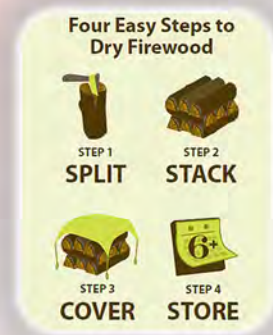 Four Easy Steps to
Dry Firewood
STEP 1
SPLIT
STEP 2
STACK
STEP 3
COVER
6+
STEP 4
STORE